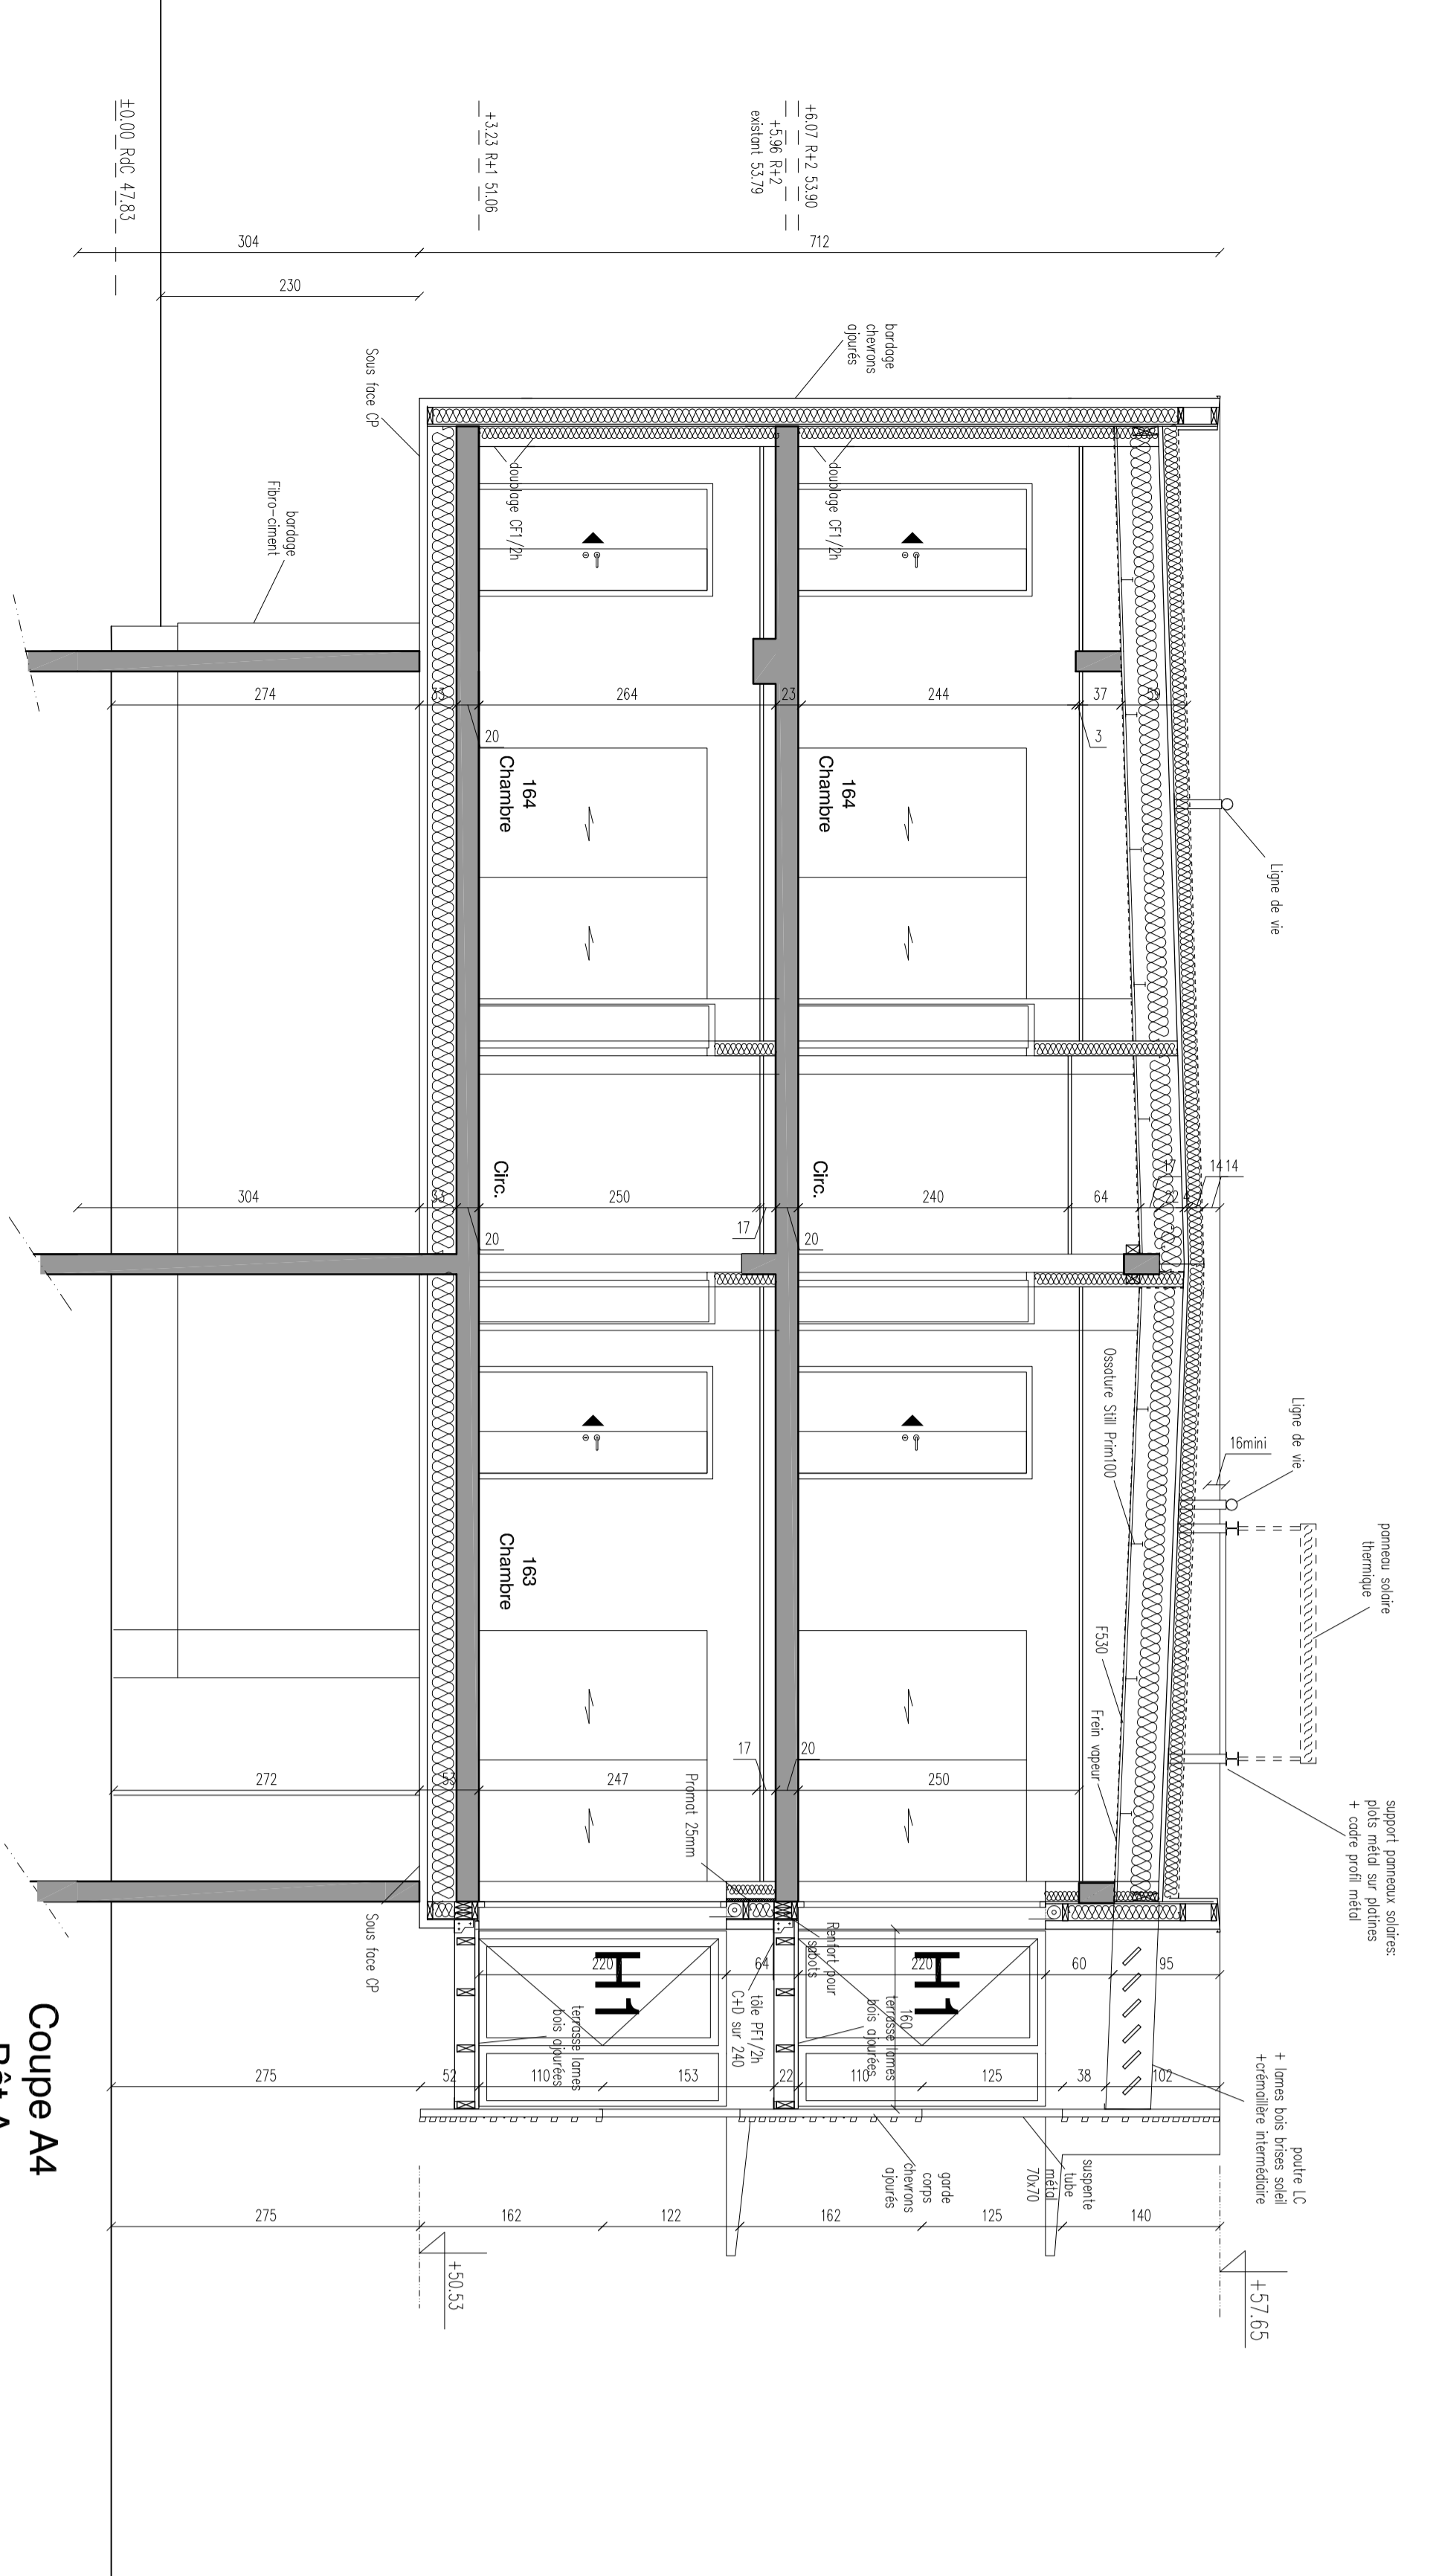 +6.07 R+2 53.90
+5.96 R+2
existant 53.79
+3.23 R+1 51.06
±0.00 RdC 47.83
712
304
230
bardage
chevrons
ajourés
Sous face CP
bardage
Fibro-ciment
doublage CF1/2h
doublage CF1/2h
59
37
3
244
23
264
20
33
274
164
Chambre
164
Chambre
Ligne de vie
14
14
17
22
4
64
240
20
17
250
20
33
304
Circ.
Circ.
Ligne de vie
16mini
panneau solaire
thermique
Ossature Still Prim100
F530
Frein vapeur
163
Chambre
250
20
17
247
53
272
Promat 25mm
support panneaux solaires:
plots métal sur platines
+ cadre profil métal
Sous face CP
Renfort pour
sabots
tôle PF1/2h
C+D sur 240
H1
H1
95
60
220
64
220
160
terrasse lames
bois ajourées
terrasse lames
bois ajourées
102
38
125
110
22
153
110
52
275
poutre LC
+ lames bois brises soleil
+crémaillère intermédiaire
suspente
tube
métal
70x70
garde
corps
chevrons
ajourés
140
125
162
122
162
275
+57.65
+50.53
Coupe A4